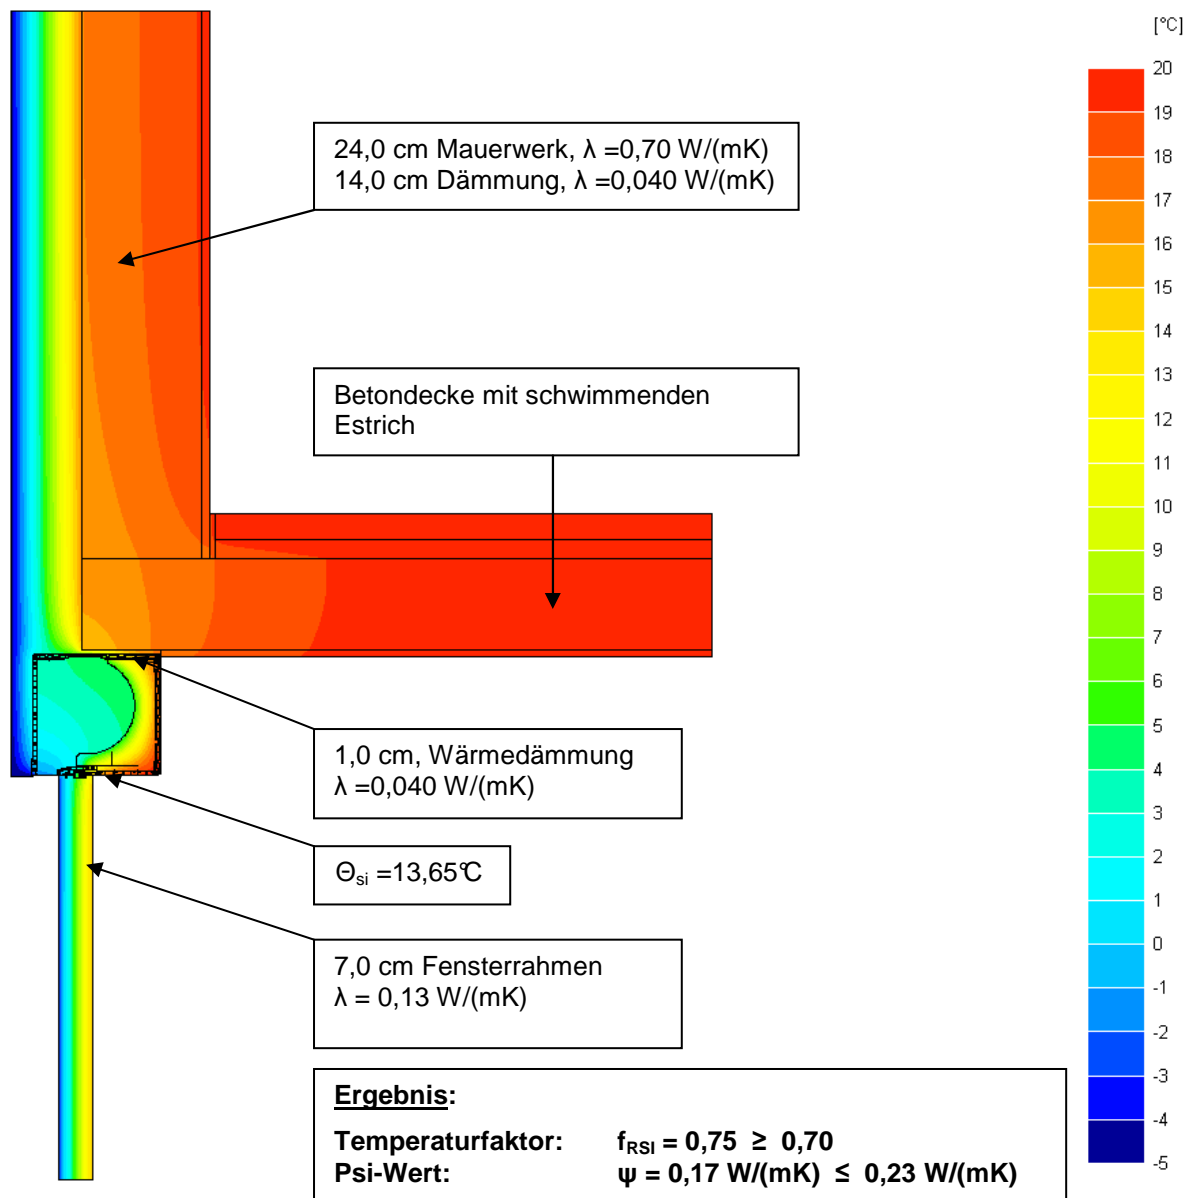 24,0 cm Mauerwerk, λ =0,70 W/(mK)
14,0 cm Dämmung, λ =0,040 W/(mK)
Betondecke mit schwimmenden
Estrich
1,0 cm, Wärmedämmung
λ =0,040 W/(mK)
Θsi =13,65°C
7,0 cm Fensterrahmen
λ = 0,13 W/(mK)
Ergebnis:
Temperaturfaktor: fRSI = 0,75 ≥ 0,70
Psi-Wert: ψ = 0,17 W/(mK) ≤ 0,23 W/(mK)
[°C]
20
19
18
17
16
15
14
13
12
11
10
9
8
7
6
5
4
3
2
1
0
-1
-2
-3
-4
-5